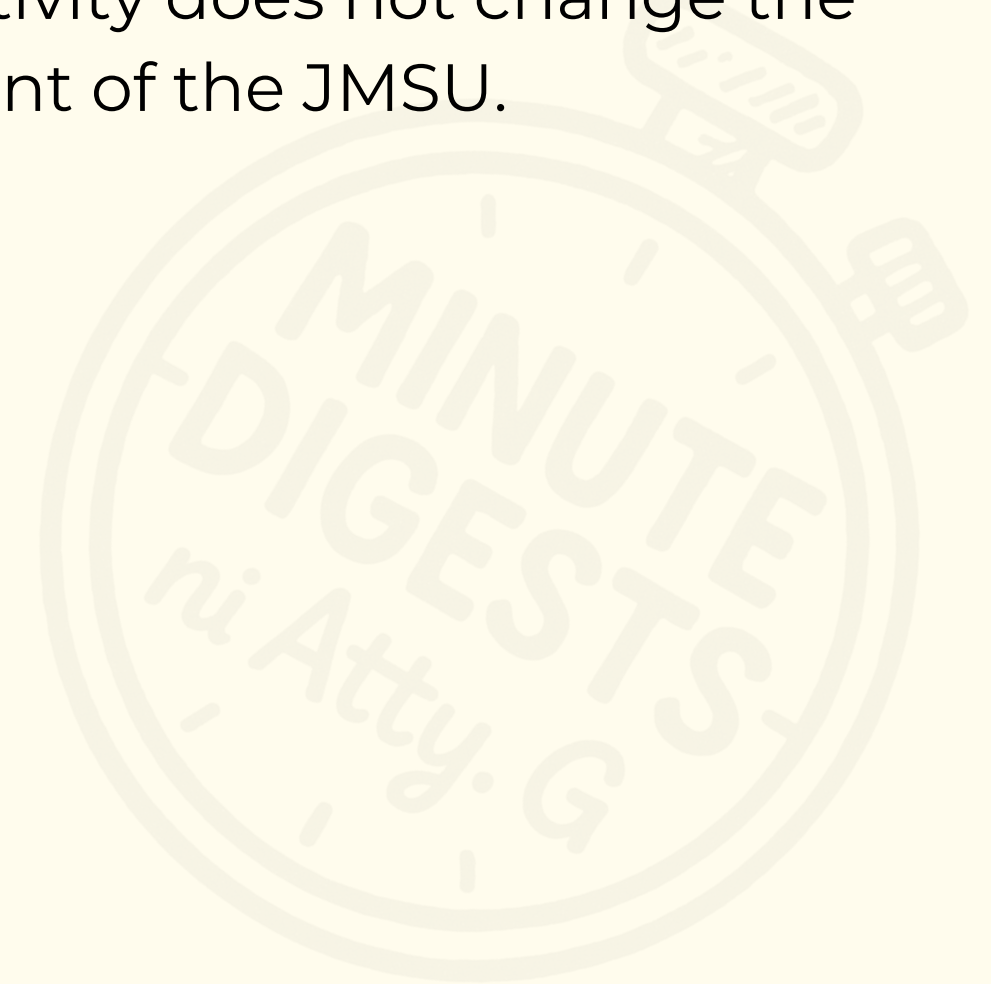 tivity does not change the
nt of the JMSU.
MINUTE
DIGESTS
ni Atty. G